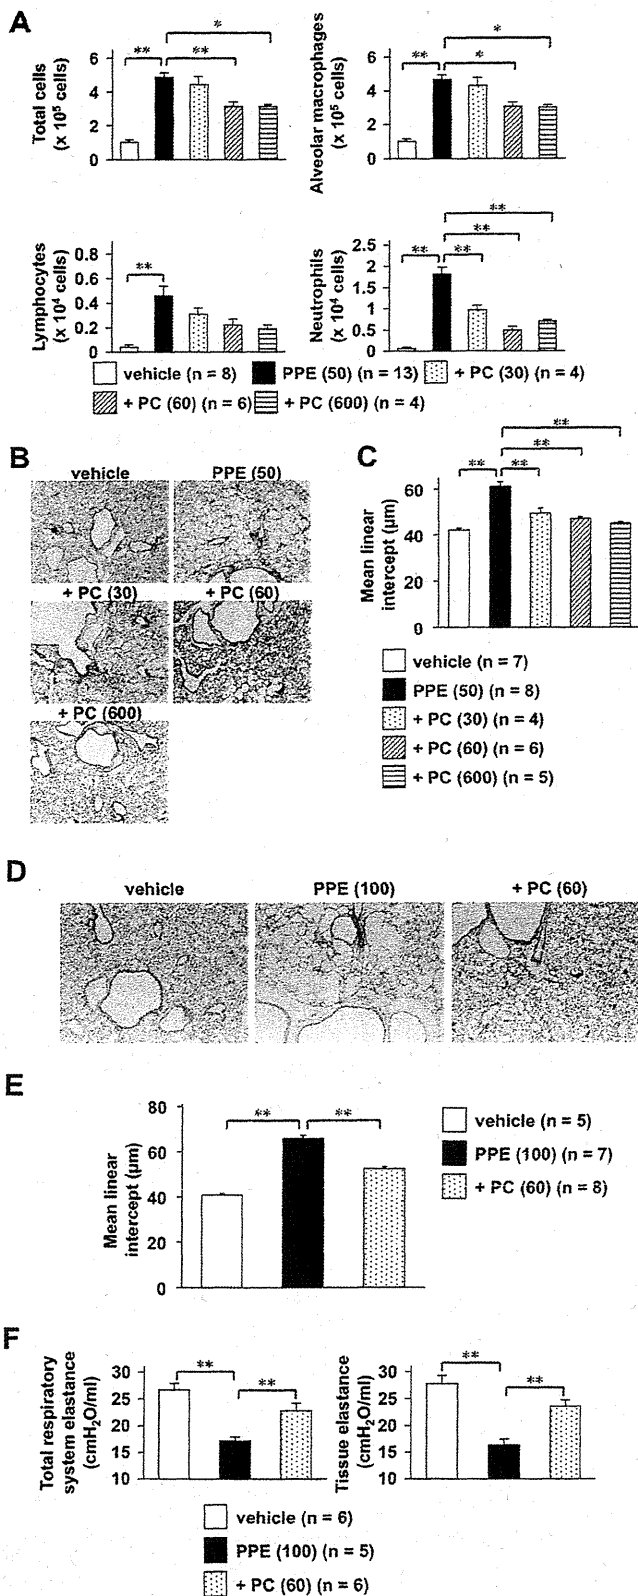 A
Total cells
(x 10⁵ cells)
6
4
2
0
**
**
*
Alveolar macrophages
(x 10⁵ cells)
6
4
2
0
**
*
*
Lymphocytes
(x 10⁴ cells)
0.8
0.6
0.4
0.2
0
**
Neutrophils
(x 10⁴ cells)
2.5
2
1.5
1
0.5
0
**
**
**
**
vehicle (n = 8)
PPE (50) (n = 13)
+ PC (30) (n = 4)
+ PC (60) (n = 6)
+ PC (600) (n = 4)
B
vehicle
PPE (50)
+ PC (30)
+ PC (60)
+ PC (600)
C
Mean linear
intercept (μm)
60
40
20
0
**
**
**
**
vehicle (n = 7)
PPE (50) (n = 8)
+ PC (30) (n = 4)
+ PC (60) (n = 6)
+ PC (600) (n = 5)
D
vehicle
PPE (100)
+ PC (60)
E
Mean linear
intercept (μm)
80
60
40
20
0
**
**
vehicle (n = 5)
PPE (100) (n = 7)
+ PC (60) (n = 8)
F
Total respiratory
system elastance
(cmH₂O/ml)
30
25
20
15
10
**
**
Tissue elastance
(cmH₂O/ml)
30
25
20
15
10
**
**
vehicle (n = 6)
PPE (100) (n = 5)
+ PC (60) (n = 6)